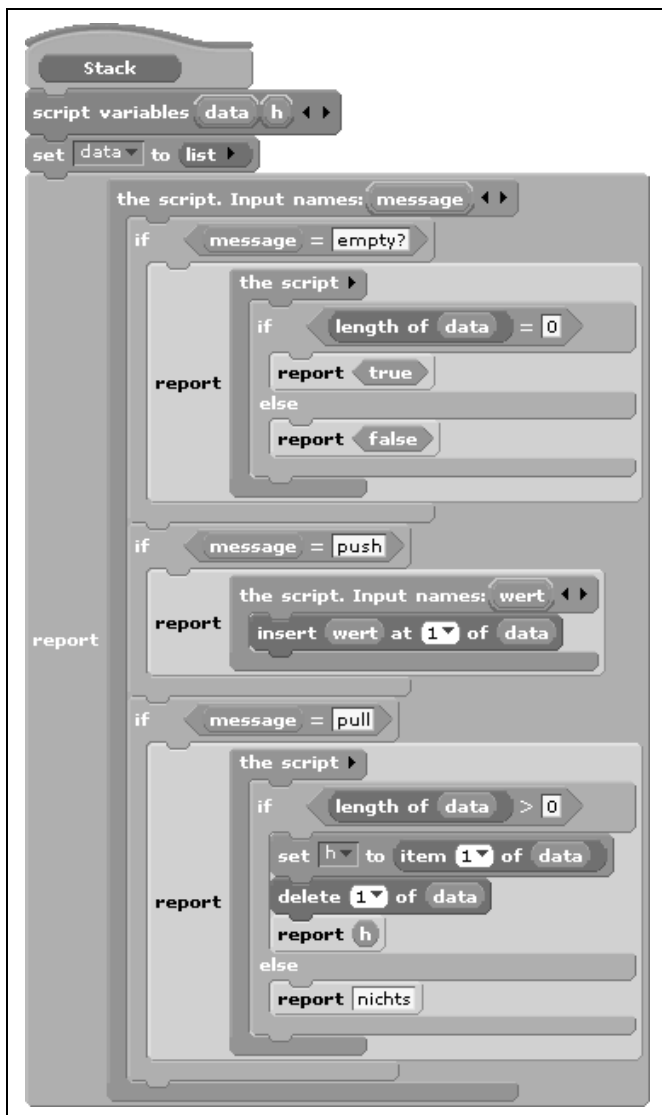 Stack
script variables data h
set data to list
the script. Input names: message
if message = empty?
the script
if length of data = 0
report report true
else
report false
if message = push
the script. Input names: wert
report report insert wert at 1 of data
if message = pull
the script
if length of data > 0
set h to item 1 of data
report delete 1 of data
report h
else
report nichts